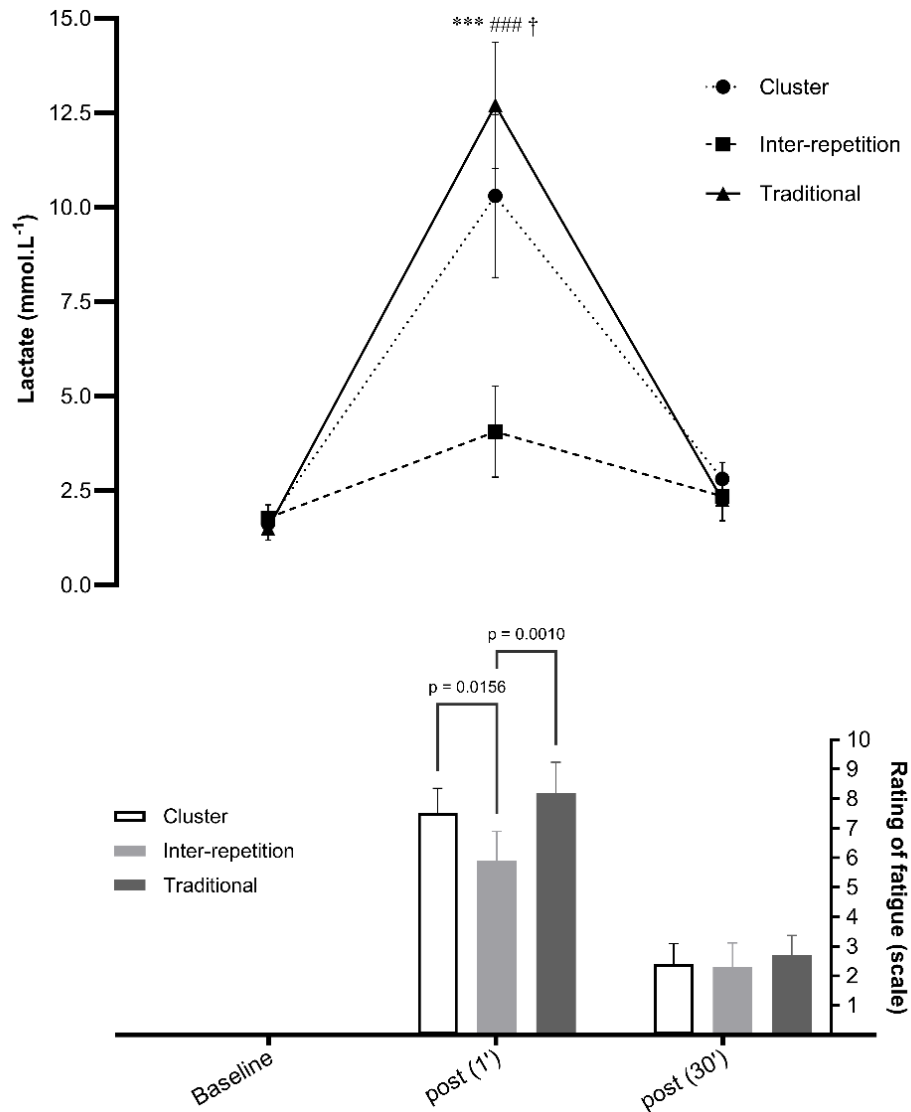 *** ### †
15.0
12.5
10.0
7.5
5.0
2.5
0.0
Lactate (mmol.L⁻¹)
Cluster
Inter-repetition
Traditional
p = 0.0010
p = 0.0156
Cluster
Inter-repetition
Traditional
10
9
8
7
6
5
4
3
2
1
Rating of fatigue (scale)
Baseline
post (1')
post (30')